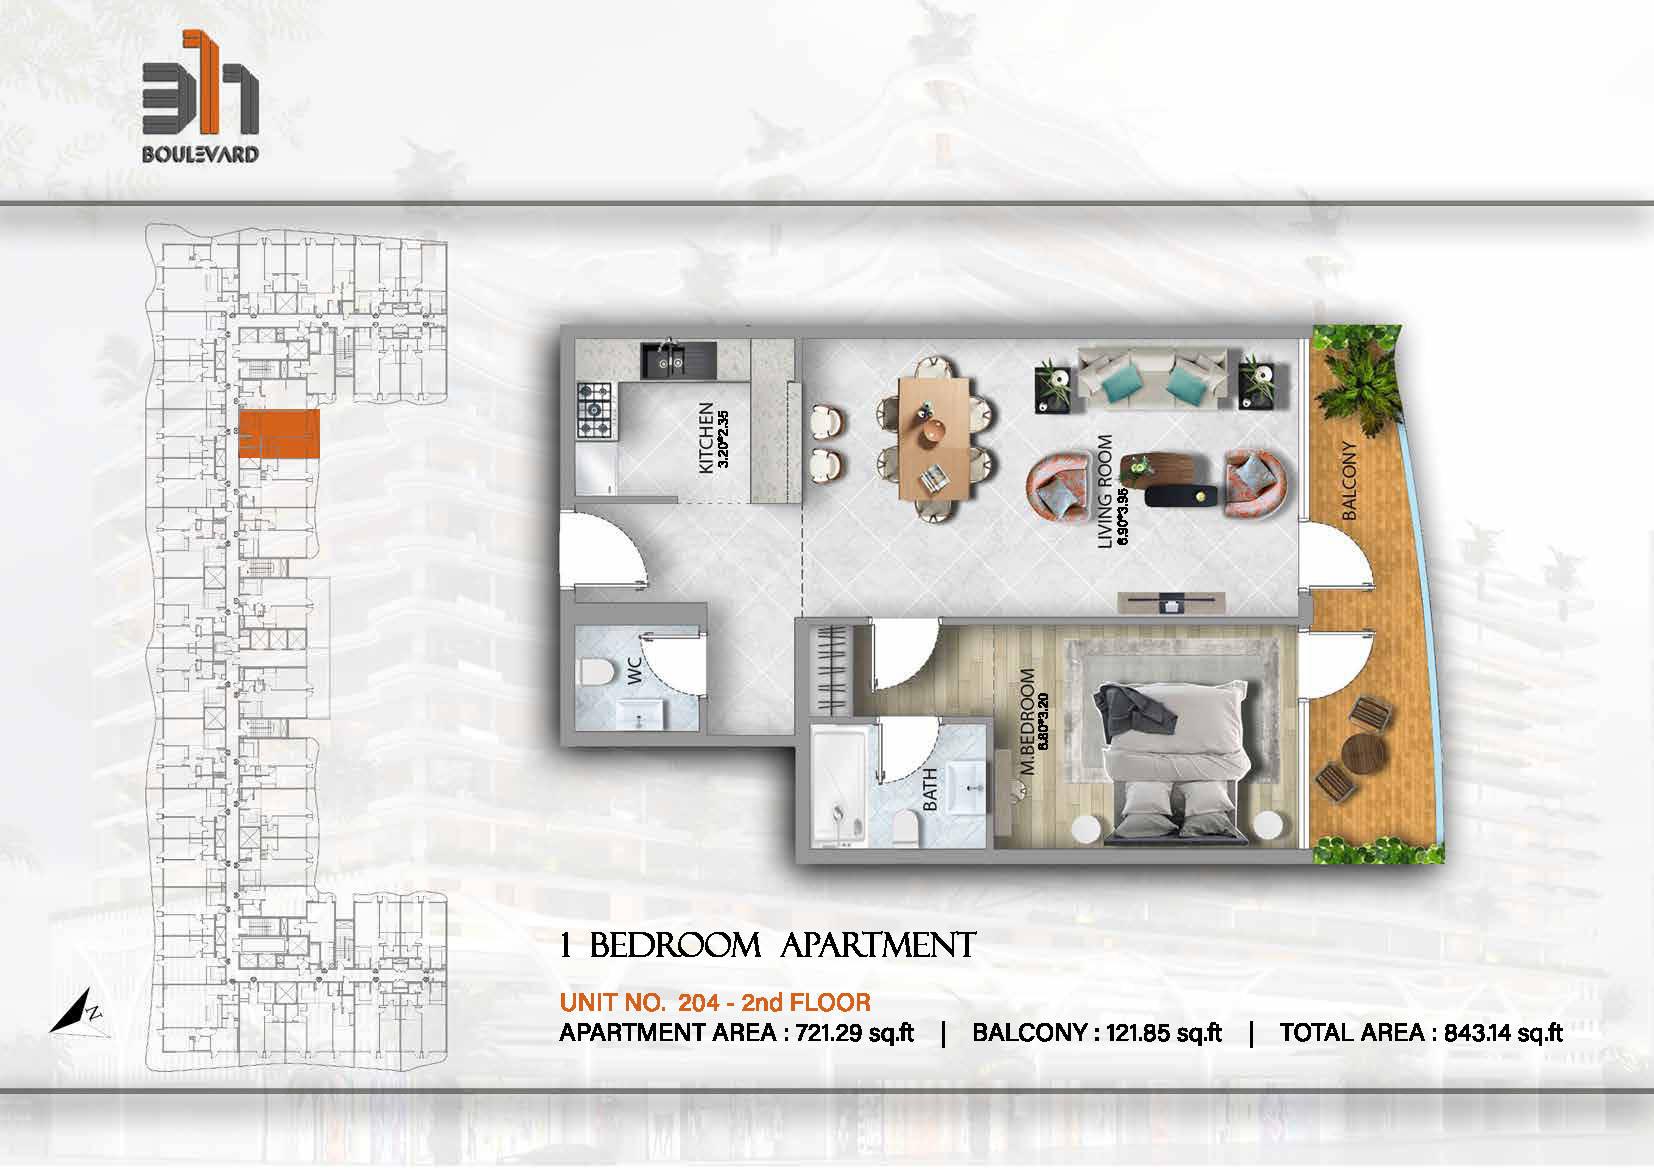 311
BOULEVARD
KITCHEN
3.20*2.35
LIVING ROOM
6.90*3.95
BALCONY
WC
M.BEDROOM
6.80*3.20
BATH
N
1 BEDROOM APARTMENT
UNIT NO. 204 - 2nd FLOOR
APARTMENT AREA : 721.29 sq.ft | BALCONY : 121.85 sq.ft | TOTAL AREA : 843.14 sq.ft